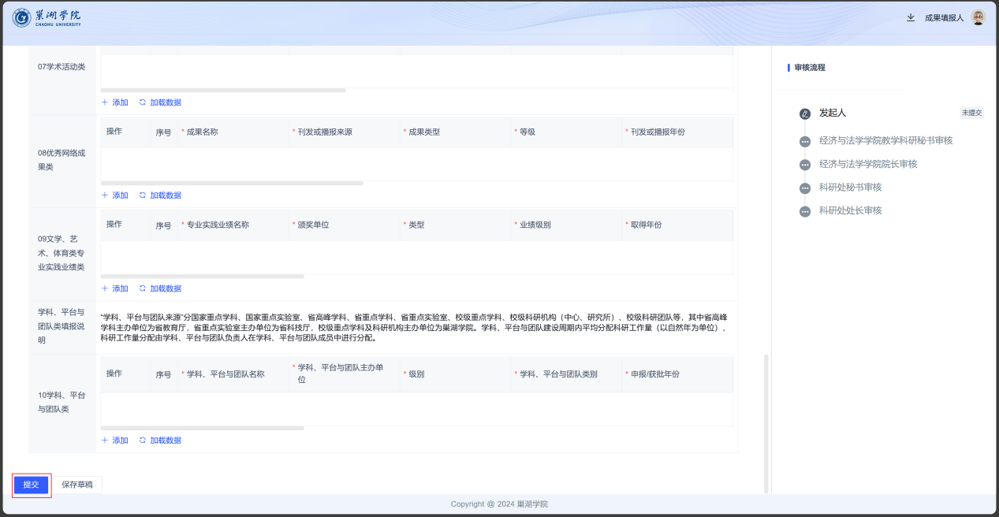 巢湖学院
CHAOHU UNIVERSITY
成果填报人
07学术活动类
添加 加载数据
08优秀网络成
果类
操作 序号 * 成果名称 * 刊发或播报来源 * 成果类型 * 等级 * 刊发或播报年份
添加 加载数据
09文学、艺
术、体育类专
业实践业绩类
操作 序号 * 专业实践业绩名称 * 颁奖单位 * 类型 * 业绩级别 * 取得年份
添加 加载数据
学科、平台与
团队类填报说
明
“学科、平台与团队来源”分国家重点学科、国家重点实验室、省高峰学科、省重点学科、省重点实验室、校级重点学科、校级科研机构（中心、研究所）、校级科研团队等，其中省高峰
学科主办单位为省教育厅，省重点实验室主办单位为省科技厅，校级重点学科及科研机构主办单位为巢湖学院。学科、平台与团队建设周期内平均分配科研工作量（以自然年为单位），
科研工作量分配由学科、平台与团队负责人在学科、平台与团队成员中进行分配。
10学科、平台
与团队类
操作 序号 * 学科、平台与团队名称 * 学科、平台与团队主办单
位 * 级别 * 学科、平台与团队类别 * 申报/获批年份
添加 加载数据
提交 保存草稿
审核流程
发起人 未提交
经济与法学学院教学科研秘书审核
经济与法学学院院长审核
科研处秘书审核
科研处处长审核
Copyright @ 2024 巢湖学院